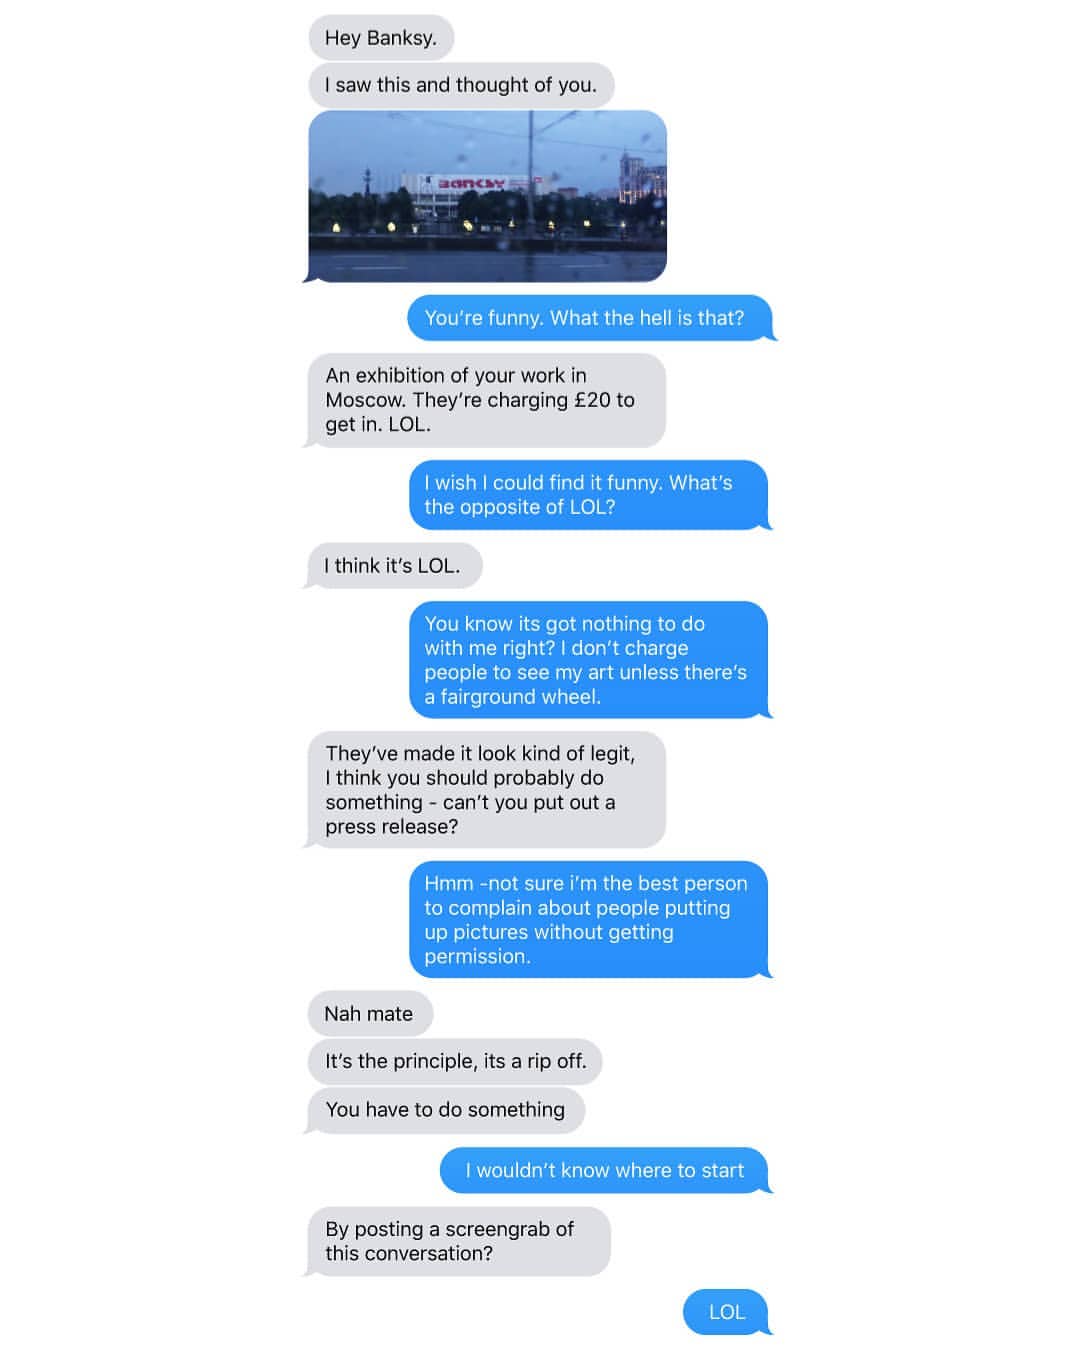 Hey Banksy.
I saw this and thought of you.
BANKSY
You're funny. What the hell is that?
An exhibition of your work in
Moscow. They're charging £20 to
get in. LOL.
I wish I could find it funny. What's
the opposite of LOL?
I think it's LOL.
You know its got nothing to do
with me right? I don't charge
people to see my art unless there's
a fairground wheel.
They've made it look kind of legit,
I think you should probably do
something - can't you put out a
press release?
Hmm -not sure i'm the best person
to complain about people putting
up pictures without getting
permission.
Nah mate
It's the principle, its a rip off.
You have to do something
I wouldn't know where to start
By posting a screengrab of
this conversation?
LOL